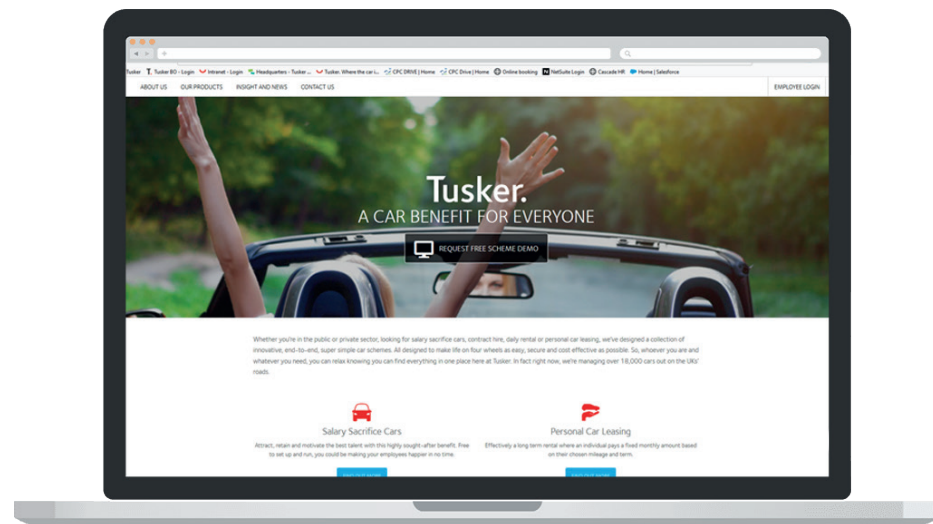 Tusker T. Tusker BO - Login Intranet - Login Headquarters - Tusker ... Tusker. Where the car i... CPC DRIVE | Home CPC Drive | Home Online booking N NetSuite Login Cascade HR Home | Salesforce
ABOUT US OUR PRODUCTS INSIGHT AND NEWS CONTACT US EMPLOYEE LOGIN
Tusker.
A CAR BENEFIT FOR EVERYONE
REQUEST FREE SCHEME DEMO
Whether you're in the public or private sector, looking for salary sacrifice cars, contract hire, daily rental or personal car leasing, we've designed a collection of
innovative, end-to-end, super simple car schemes. All designed to make life on four wheels as easy, secure and cost effective as possible. So, whoever you are and
whatever you need, you can relax knowing you can find everything in one place here at Tusker. In fact right now, we're managing over 18,000 cars out on the UKs'
roads.
Salary Sacrifice Cars
Attract, retain and motivate the best talent with this highly sought-after benefit. Free
to set up and run, you could be making your employees happier in no time.
Personal Car Leasing
Effectively a long term rental where an individual pays a fixed monthly amount based
on their chosen mileage and term.